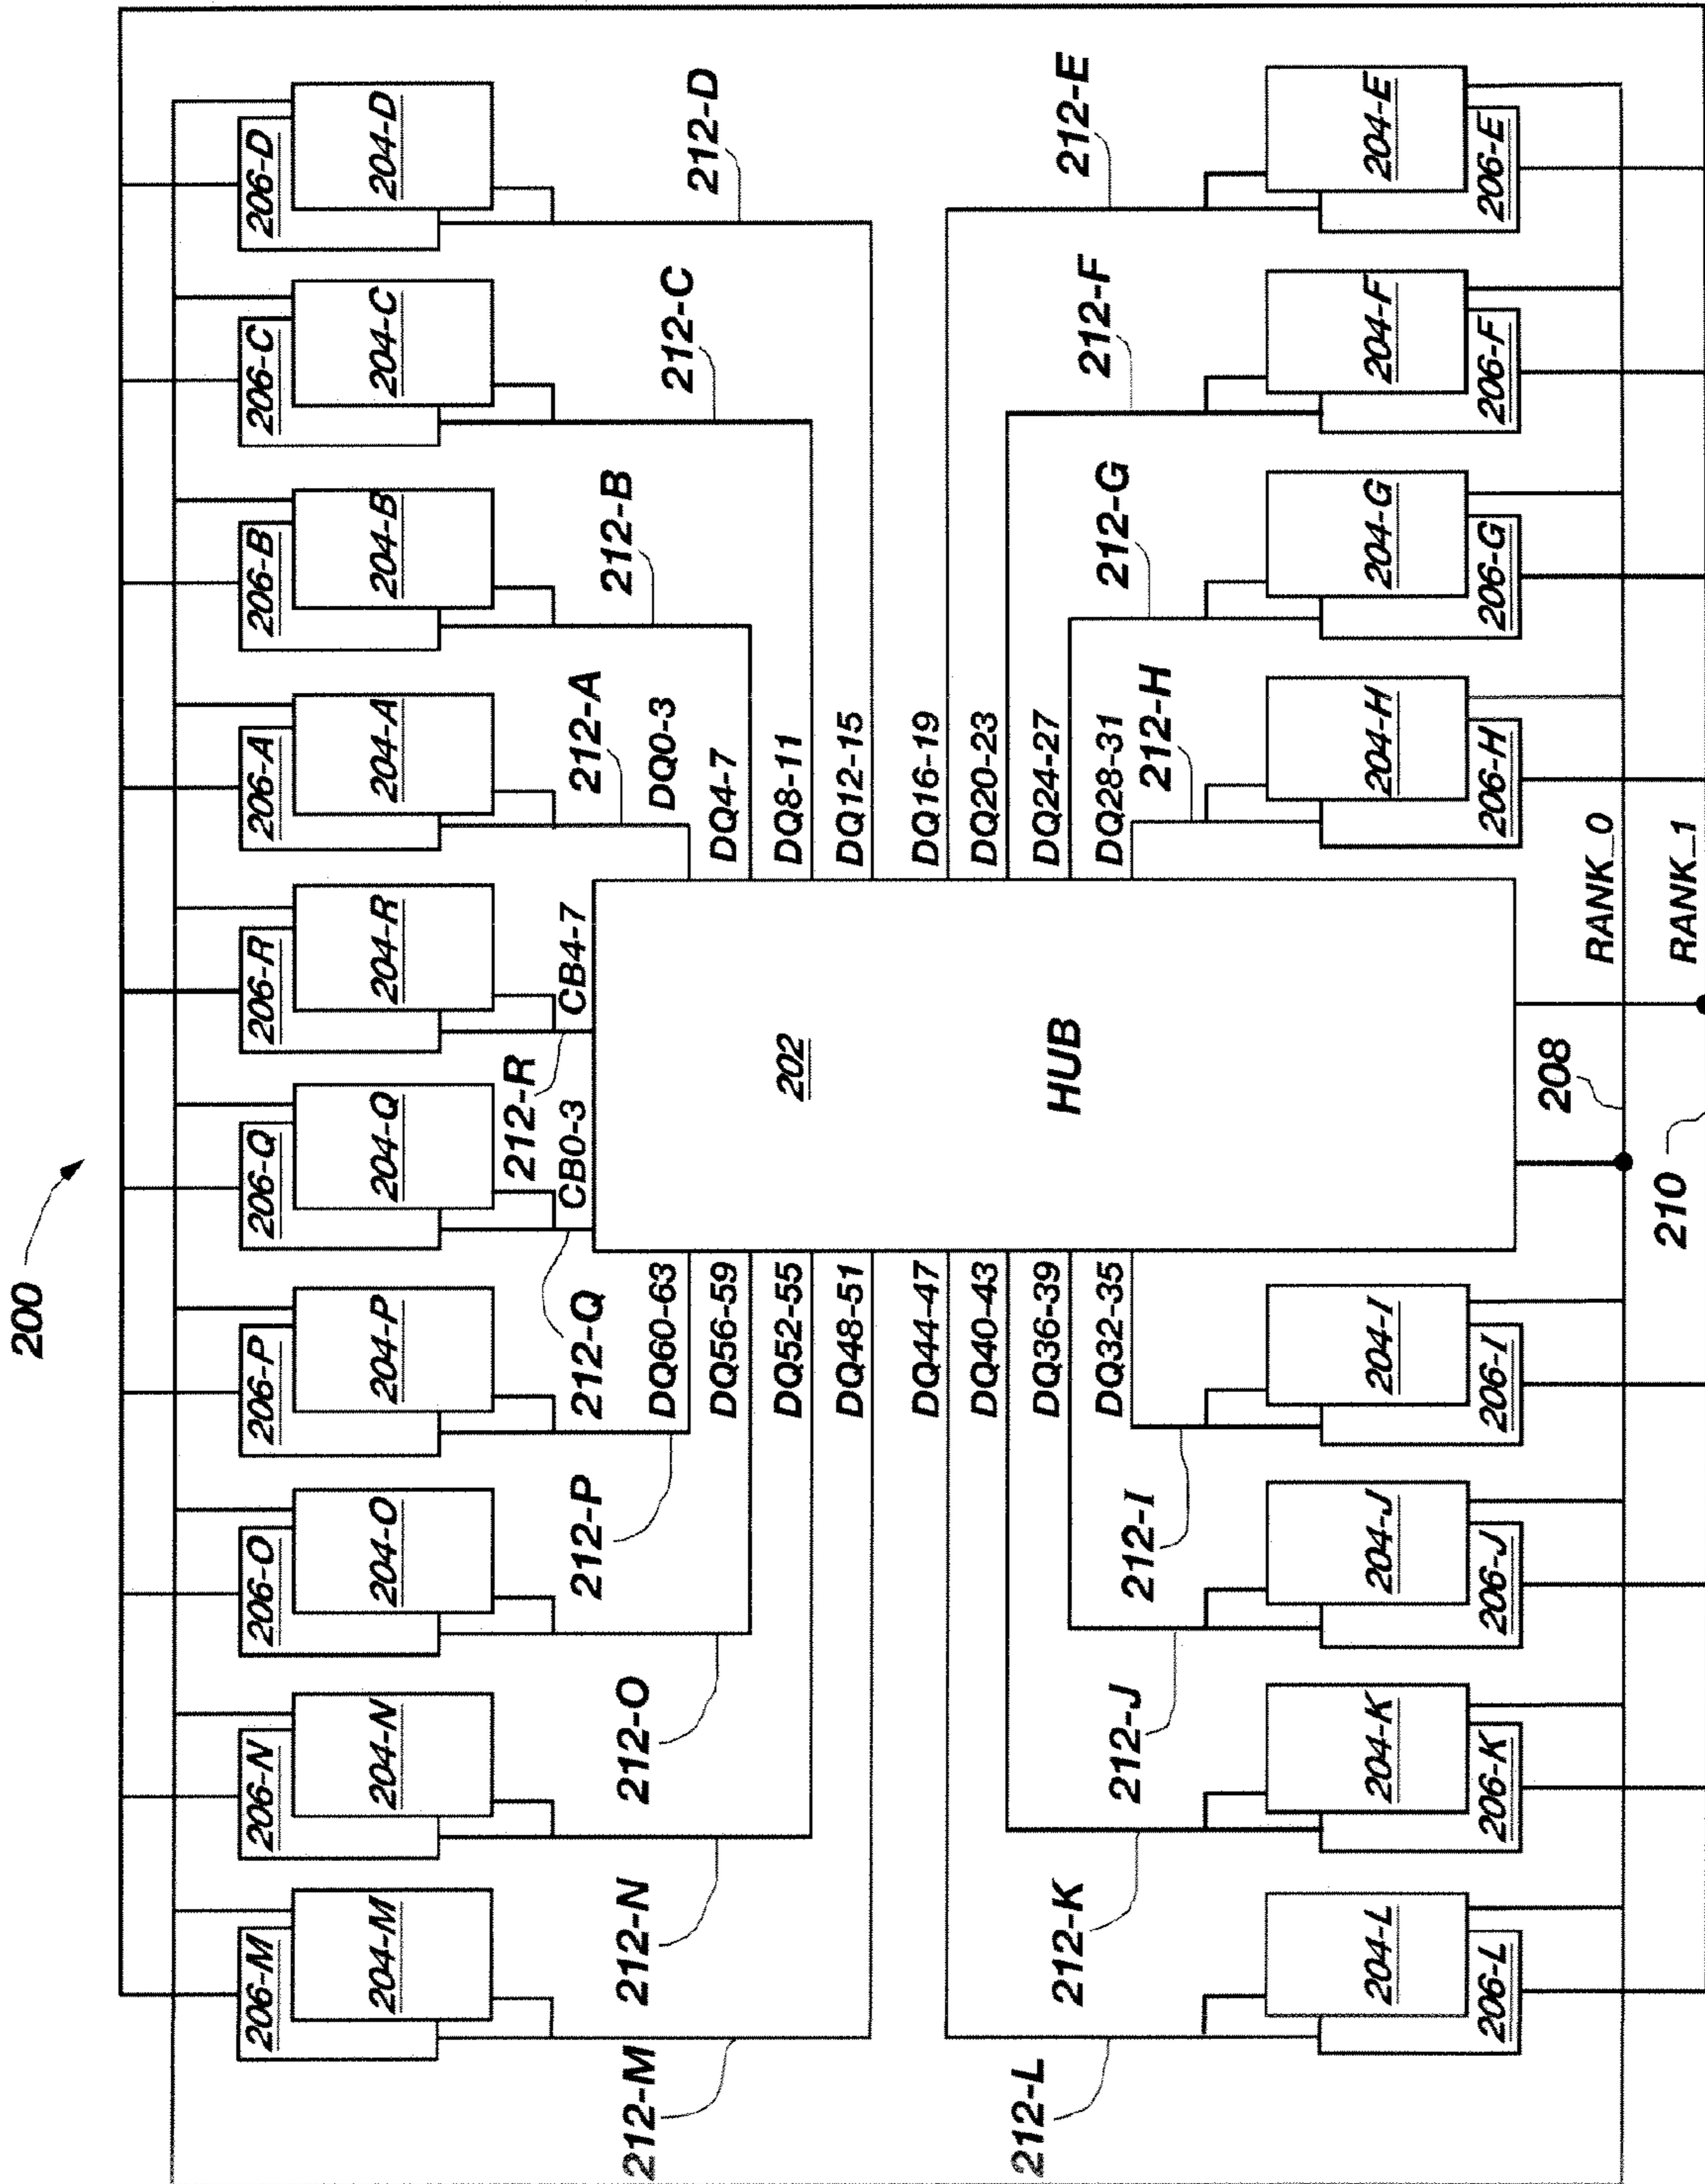 200
206-M
206-N
206-O
206-P
206-Q
206-R
206-A
206-B
206-C
206-D
204-M
204-N
204-O
204-P
204-Q
204-R
204-A
204-B
204-C
204-D
212-M
212-N
212-O
212-P
212-Q
212-R
212-A
212-B
212-C
212-D
CB0-3
CB4-7
DQ60-63
DQ56-59
DQ52-55
DQ48-51
DQ44-47
DQ40-43
DQ36-39
DQ32-35
202
HUB
DQ0-3
DQ4-7
DQ8-11
DQ12-15
DQ16-19
DQ20-23
DQ24-27
DQ28-31
212-L
212-K
212-J
212-I
212-H
212-G
212-F
212-E
204-L
204-K
204-J
204-I
204-H
204-G
204-F
204-E
206-L
206-K
206-J
206-I
206-H
206-G
206-F
206-E
208
RANK_0
210
RANK_1